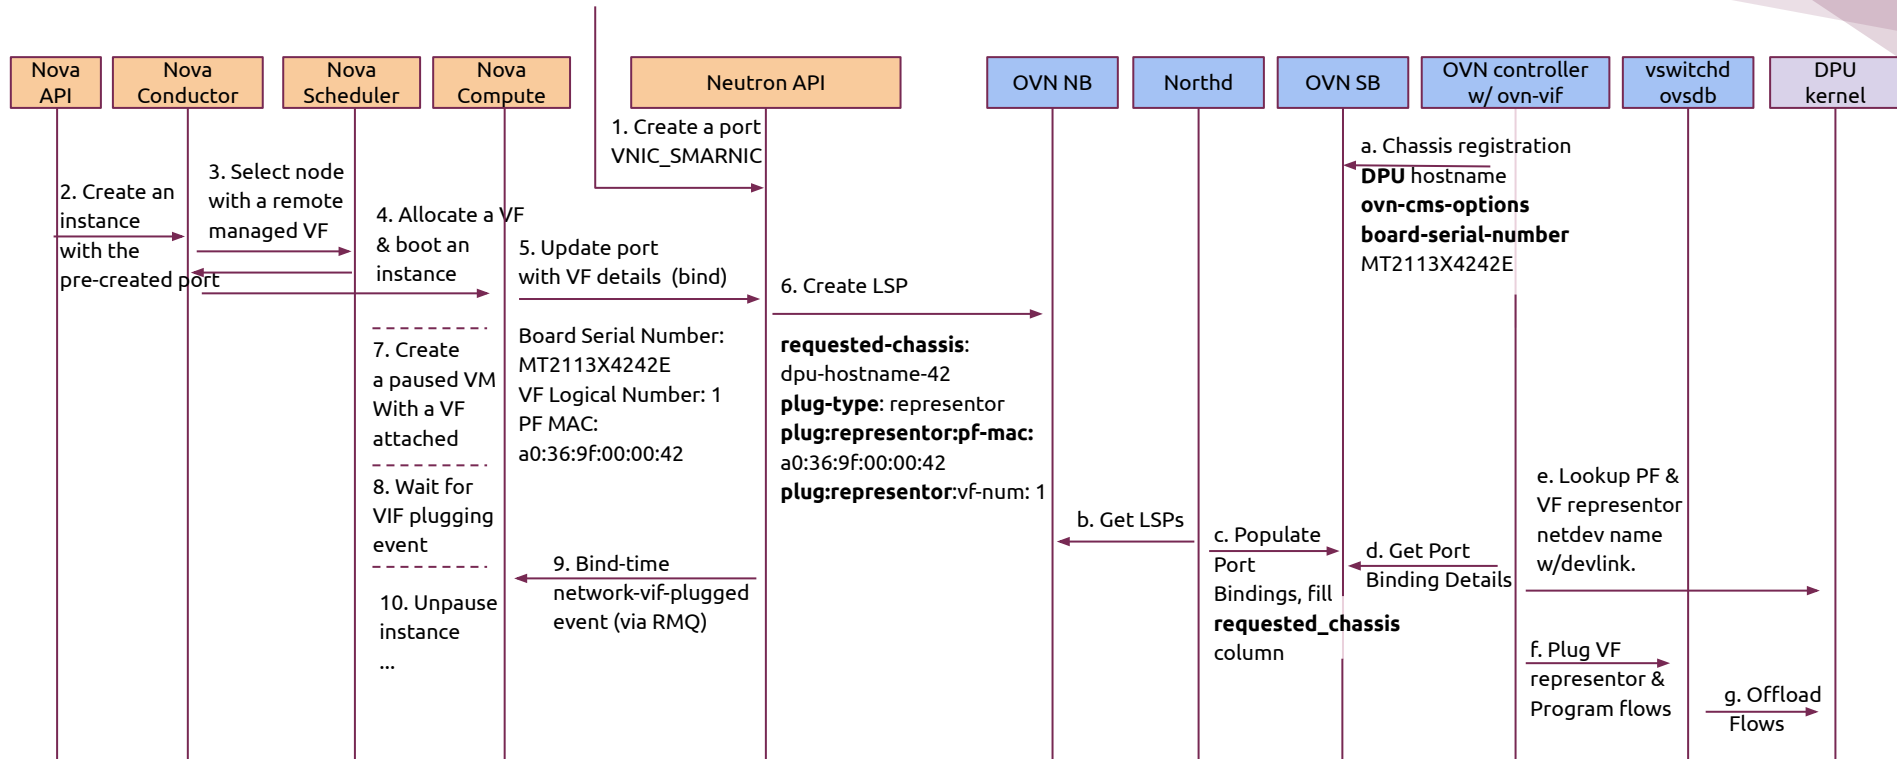 Nova
API
Nova
Conductor
Nova
Scheduler
Nova
Compute
Neutron API
OVN NB
Northd
OVN SB
OVN controller
w/ ovn-vif
vswitchd
ovsdb
DPU
kernel
1. Create a port
VNIC_SMARNIC
2. Create an
instance
with the
pre-created port
3. Select node
with a remote
managed VF
4. Allocate a VF
& boot an
instance
5. Update port
with VF details  (bind)
Board Serial Number:
MT2113X4242E
VF Logical Number: 1
PF MAC:
a0:36:9f:00:00:42
6. Create LSP
requested-chassis:
dpu-hostname-42
plug-type: representor
plug:representor:pf-mac:
a0:36:9f:00:00:42
plug:representor:vf-num: 1
7. Create
a paused VM
With a VF
attached
8. Wait for
VIF plugging
event
9. Bind-time
network-vif-plugged
event (via RMQ)
10. Unpause
instance
...
a. Chassis registration
DPU hostname
ovn-cms-options
board-serial-number
MT2113X4242E
b. Get LSPs
c. Populate
Port
Bindings, fill
requested_chassis
column
d. Get Port
Binding Details
e. Lookup PF &
VF representor
netdev name
w/devlink.
f. Plug VF
representor &
Program flows
g. Offload
Flows